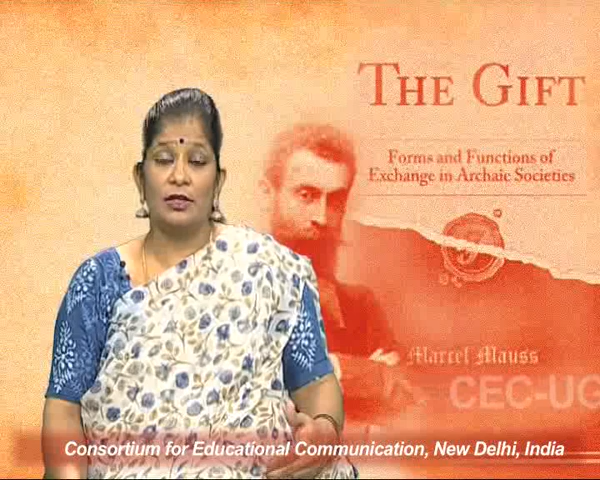 THE GIFT
Forms and Functions of
Exchange in Archaic Societies
Marcel Mauss
CEC-UG
Consortium for Educational Communication, New Delhi, India